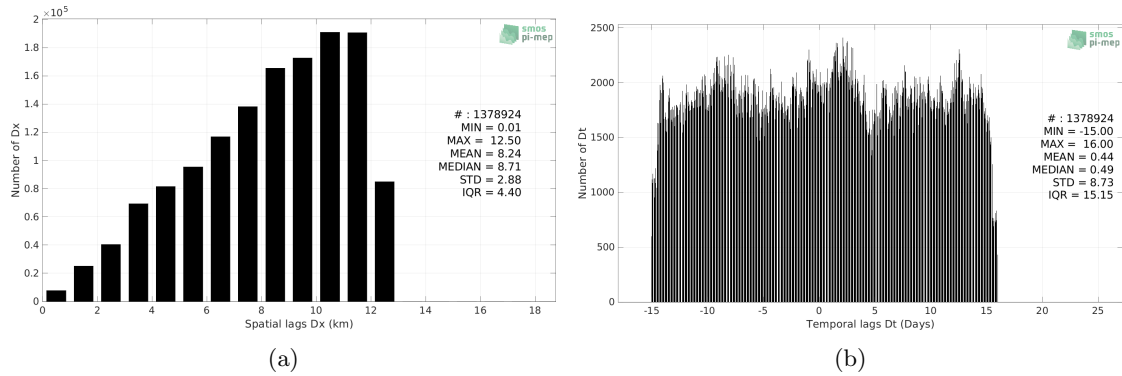 ×10⁵
2
1.8
1.6
1.4
1.2
1
0.8
0.6
0.4
0.2
0
Number of Dx
smos
pi-mep
# : 1378924
MIN = 0.01
MAX = 12.50
MEAN = 8.24
MEDIAN = 8.71
STD = 2.88
IQR = 4.40
0 2 4 6 8 10 12 14 16 18
Spatial lags Dx (km)
(a)
2500
2000
1500
1000
500
0
Number of Dt
smos
pi-mep
# : 1378924
MIN = -15.00
MAX = 16.00
MEAN = 0.44
MEDIAN = 0.49
STD = 8.73
IQR = 15.15
-15 -10 -5 0 5 10 15 20 25
Temporal lags Dt (Days)
(b)